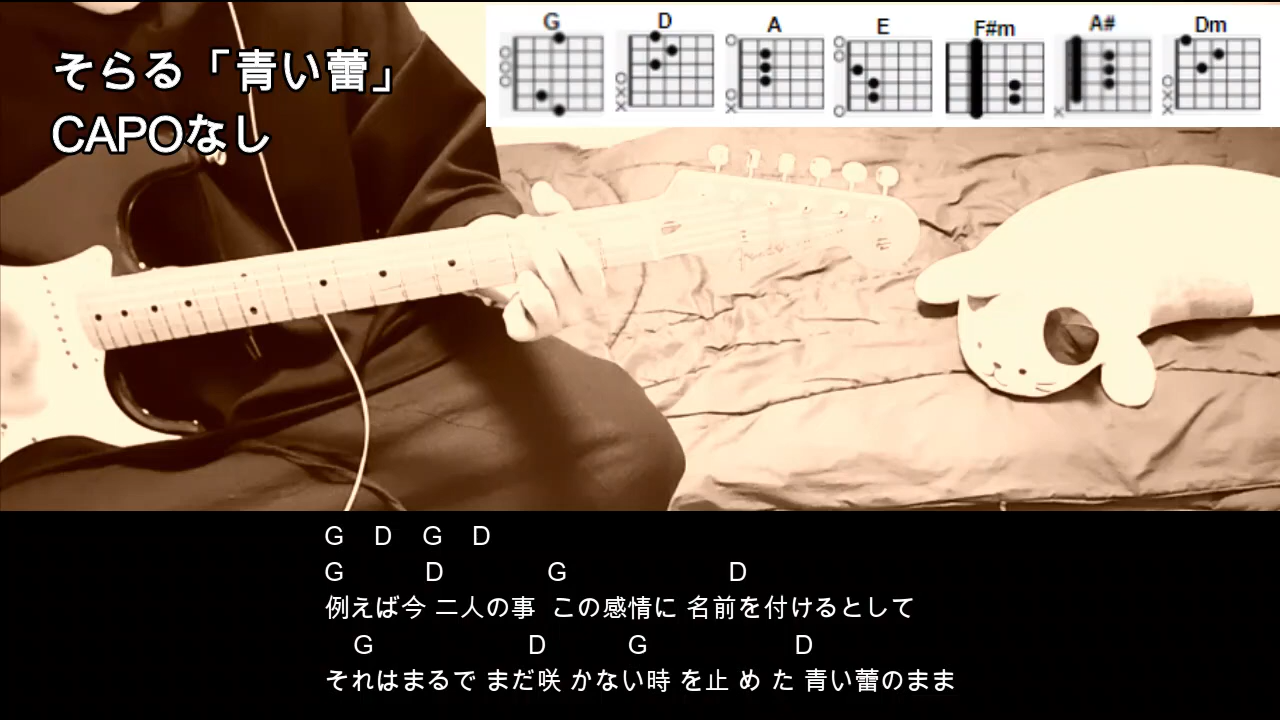 そらる「青い蕾」
CAPOなし
G D A E F#m A# Dm
G D G D
G D G D
例えば今 二人の事 この感情に 名前を付けるとして
G D G D
それはまるで まだ咲 かない時 を止 め た 青い蕾のまま